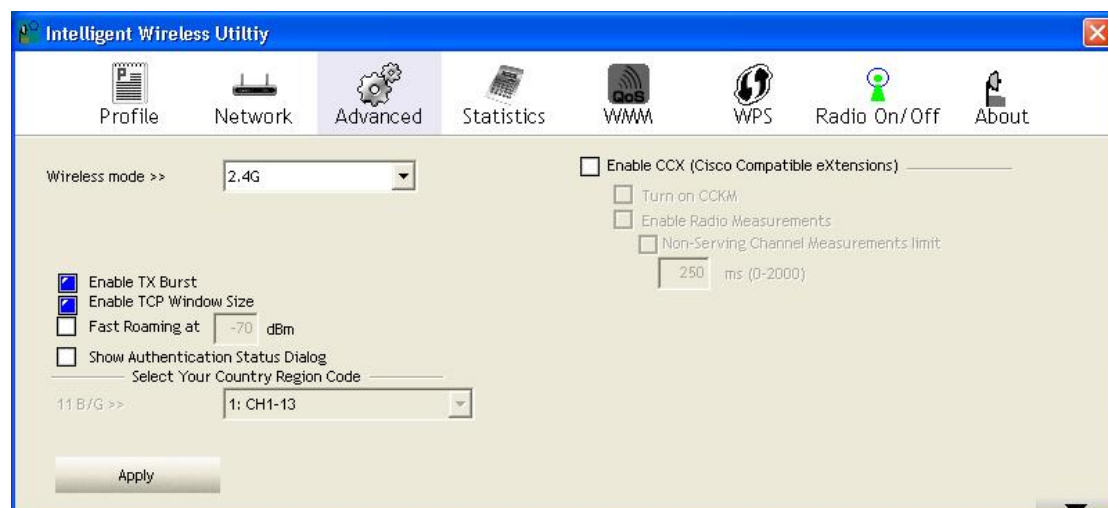 Intelligent Wireless Utiltiy
Profile
Network
Advanced
Statistics
QoS
WMM
WPS
Radio On/Off
About
Wireless mode >> 2.4G
Enable TX Burst
Enable TCP Window Size
Fast Roaming at -70 dBm
Show Authentication Status Dialog
Select Your Country Region Code
11 B/G >> 1: CH1-13
Apply
Enable CCX (Cisco Compatible eXtensions)
Turn on CCKM
Enable Radio Measurements
Non-Serving Channel Measurements limit
250 ms (0-2000)